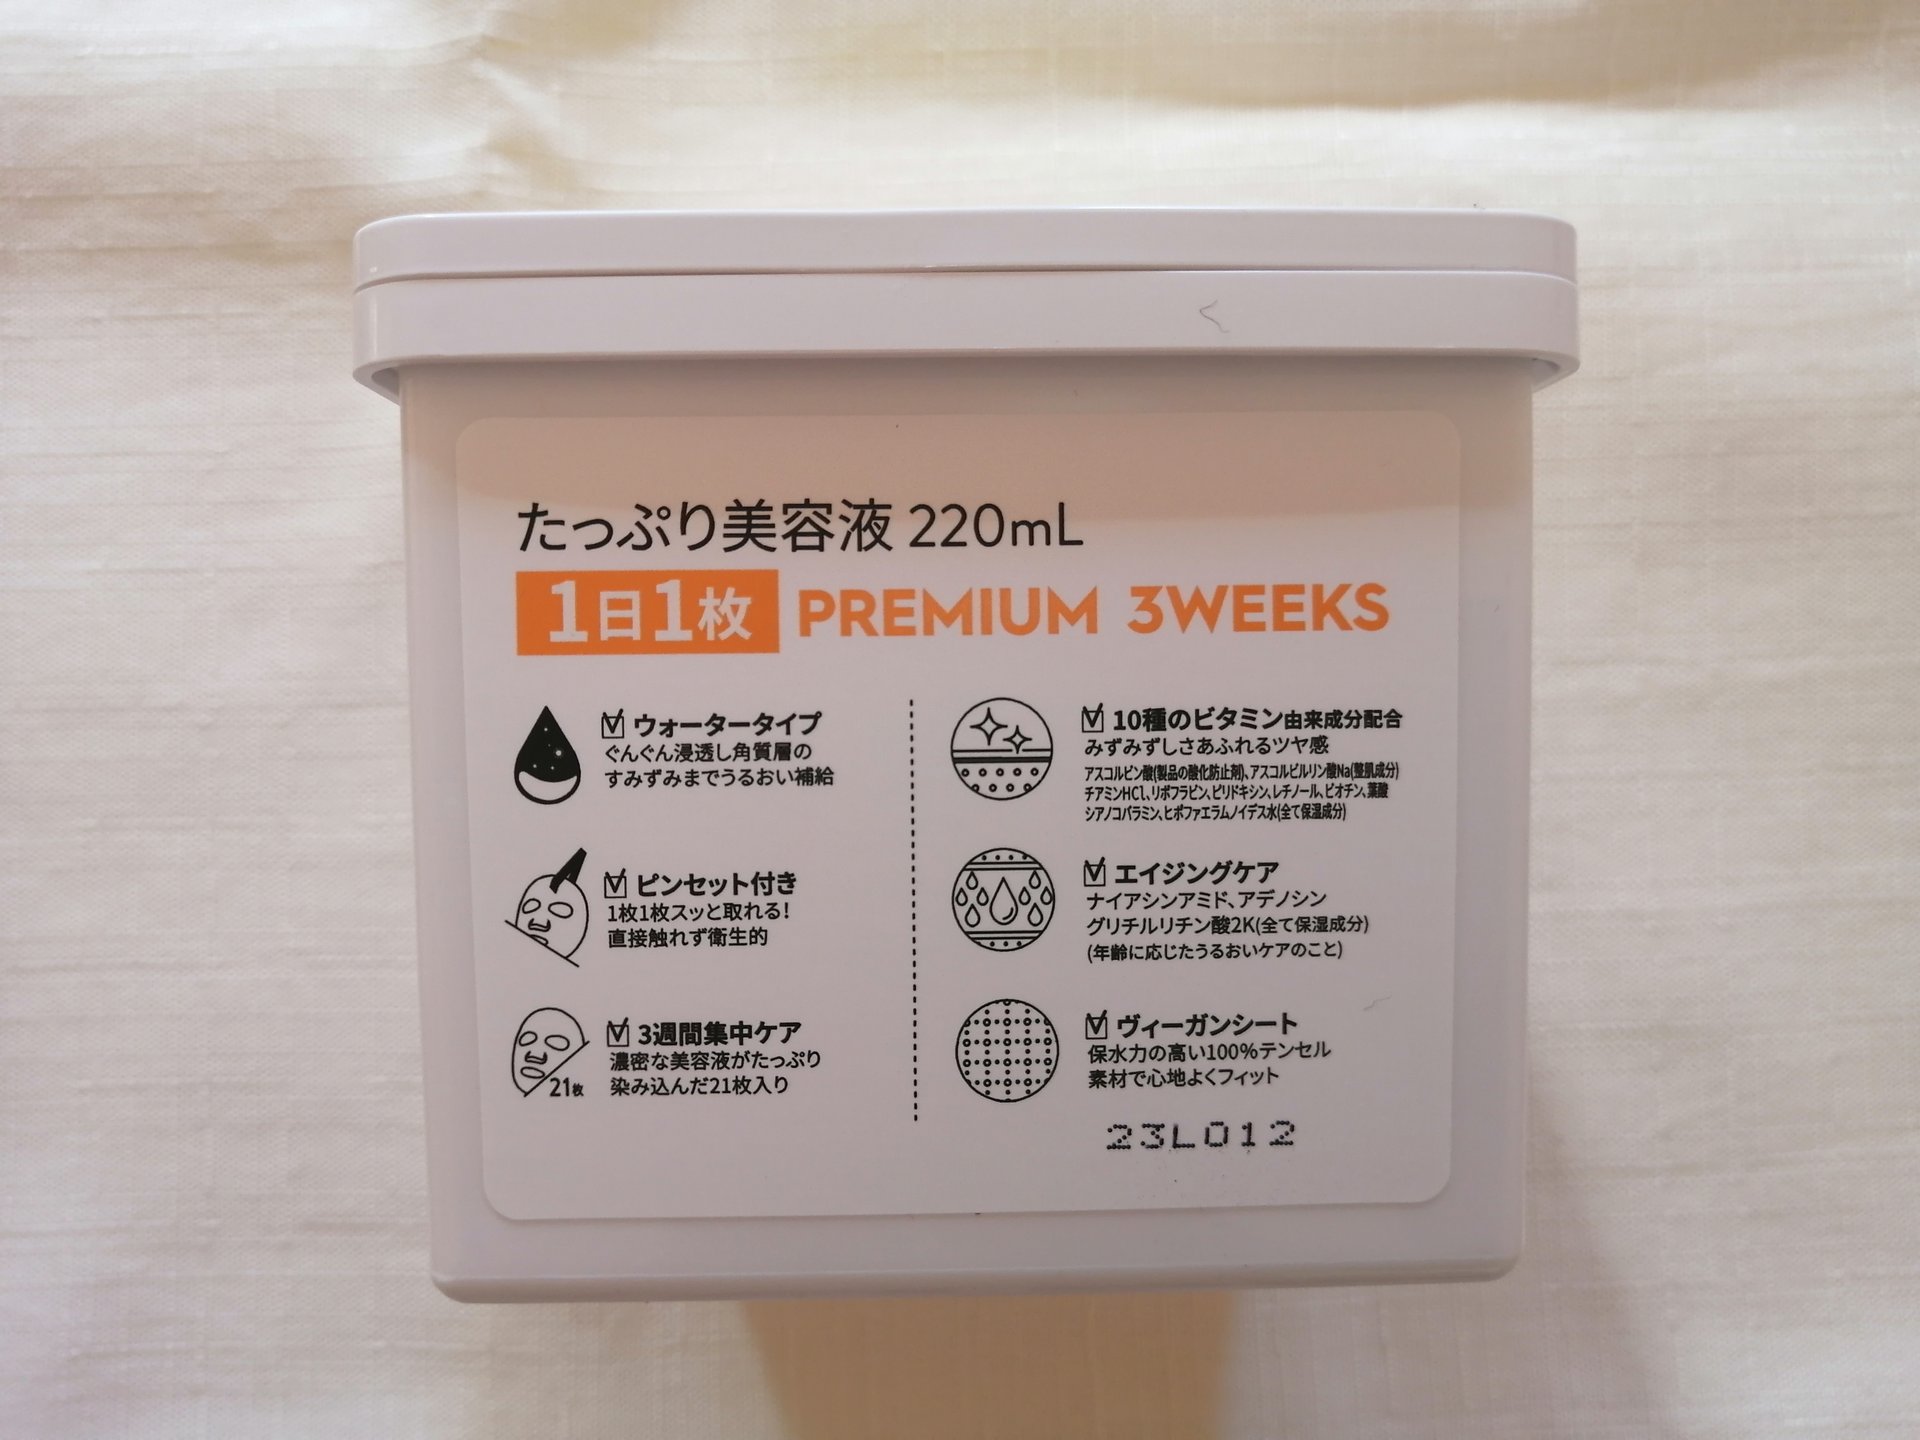 たっぷり美容液 220mL
1日1枚 PREMIUM 3WEEKS
ウォータータイプ
ぐんぐん浸透し角質層の
すみずみまでうるおい補給
ピンセット付き
1枚1枚スッと取れる!
直接触れず衛生的
21枚
3週間集中ケア
濃密な美容液がたっぷり
染み込んだ21枚入り
10種のビタミン由来成分配合
みずみずしさあふれるツヤ感
アスコルビン酸(製品の酸化防止剤)、アスコルビルリン酸Na(整肌成分)
チアミンHCl、リボフラビン、ピリドキシン、レチノール、ビオチン、葉酸
シアノコバラミン、ヒポファエラムノイデス水(全て保湿成分)
エイジングケア
ナイアシンアミド、アデノシン
グリチルリチン酸2K(全て保湿成分)
(年齢に応じたうるおいケアのこと)
ヴィーガンシート
保水力の高い100%テンセル
素材で心地よくフィット
23L012